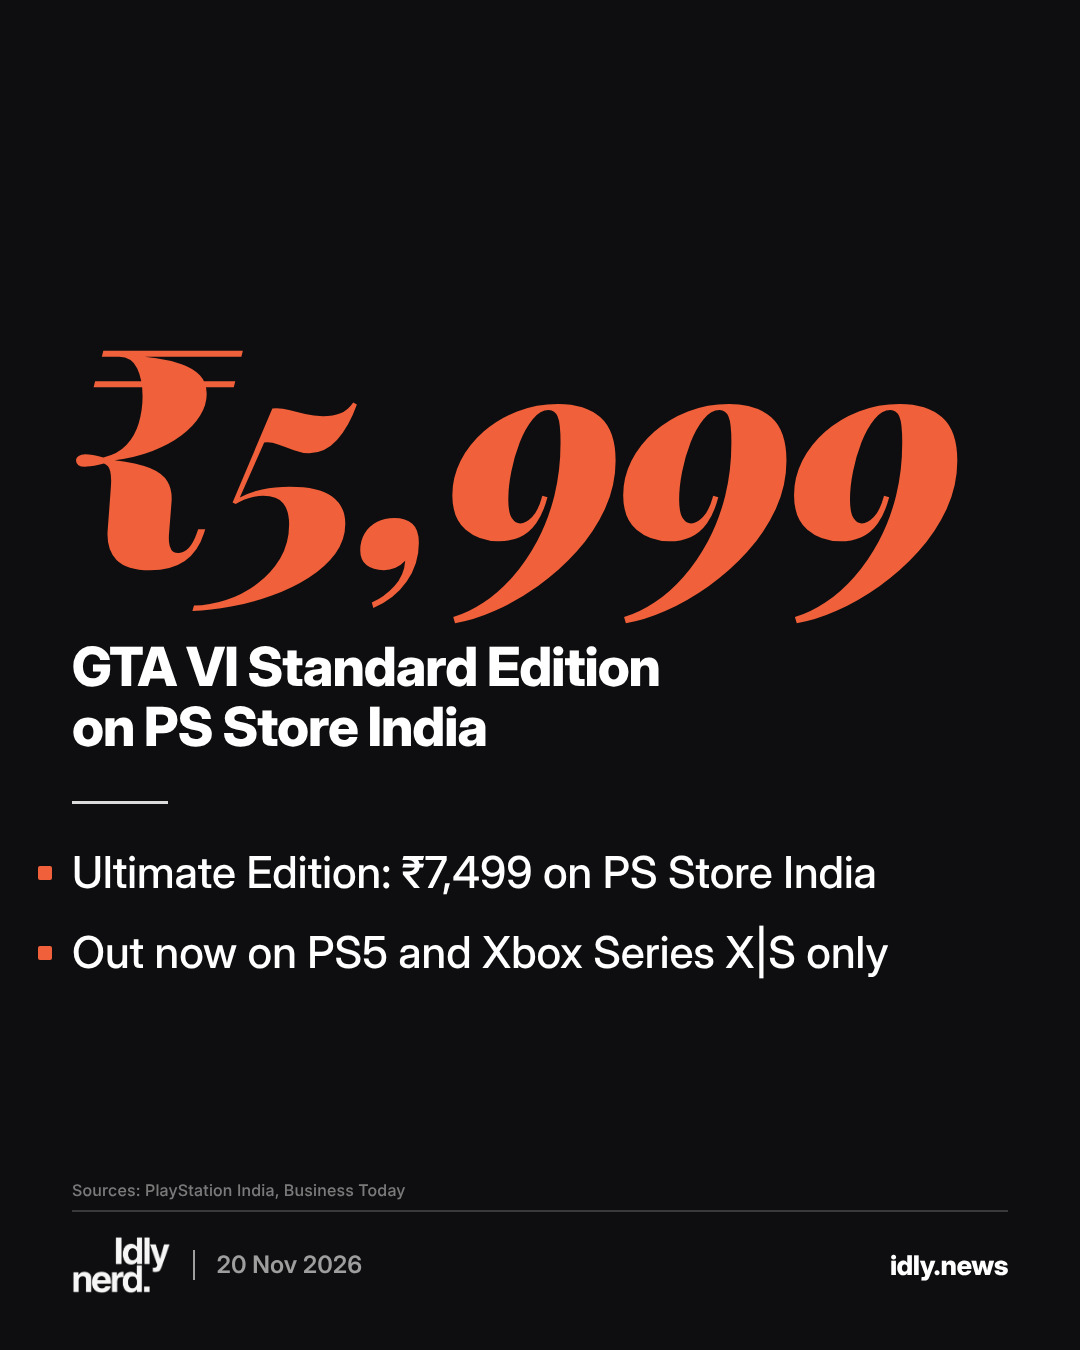 ₹5,999
GTA VI Standard Edition
on PS Store India
Ultimate Edition: ₹7,499 on PS Store India
Out now on PS5 and Xbox Series X|S only
Sources: PlayStation India, Business Today
Idly
nerd.
20 Nov 2026
idly.news